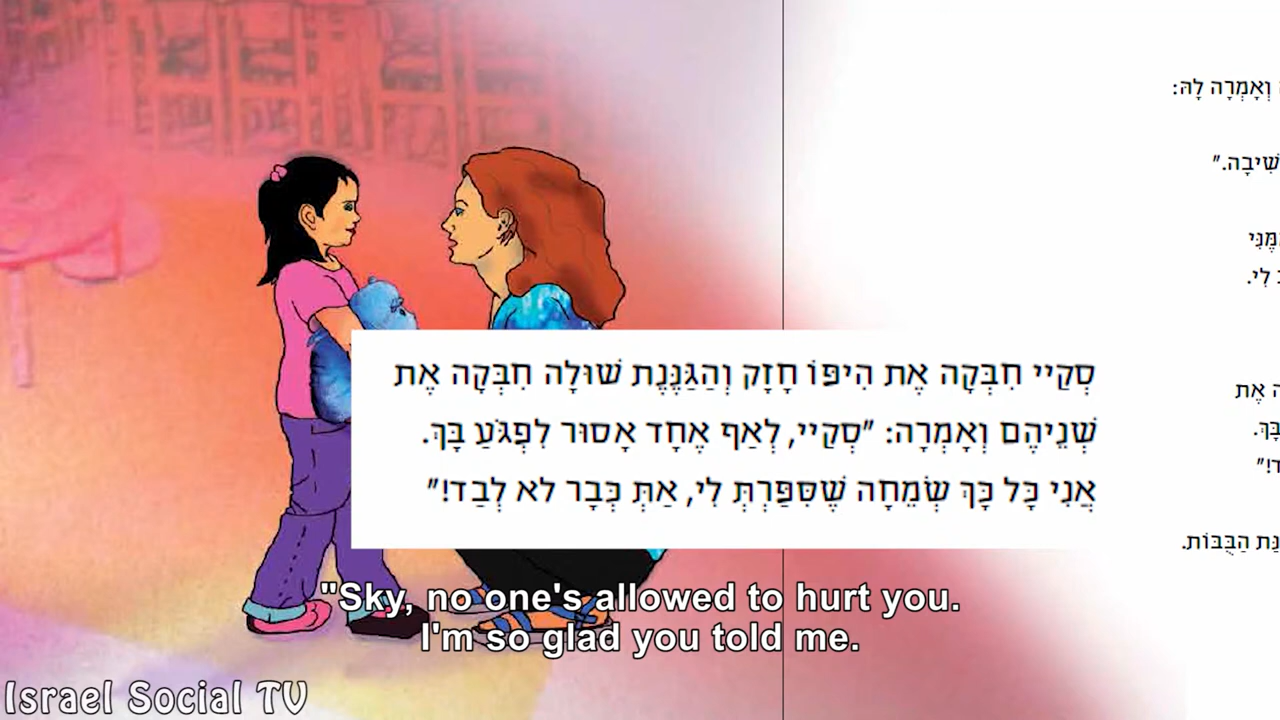 וְאָמְרָה לָהּ:
שִׁיבָה."
לִי.
ה אֶת
בָּךְ.
ד!"
נַּת הַבֻּבּוֹת.
סְקַיי חִבְּקָה אֶת הִיפּוֹ חָזָק וְהַגַּנֶּנֶת שׁוּלָה חִבְּקָה אֶת
שְׁנֵיהֶם וְאָמְרָה: "סְקַיי, לְאַף אֶחָד אָסוּר לִפְגֹּעַ בָּךְ.
אֲנִי כָּל כָּךְ שְׂמֵחָה שֶׁסִּפַּרְתְּ לִי, אַתְּ כְּבָר לֹא לְבַד!"
"Sky, no one's allowed to hurt you.
I'm so glad you told me.
Israel Social TV